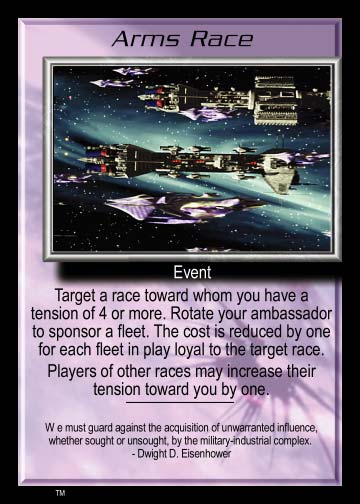 Arms Race
Event
Target a race toward whom you have a
tension of 4 or more. Rotate your ambassador
to sponsor a fleet. The cost is reduced by one
for each fleet in play loyal to the target race.
Players of other races may increase their
tension toward you by one.
W e must guard against the acquisition of unwarranted influence,
whether sought or unsought, by the military-industrial complex.
- Dwight D. Eisenhower
TM